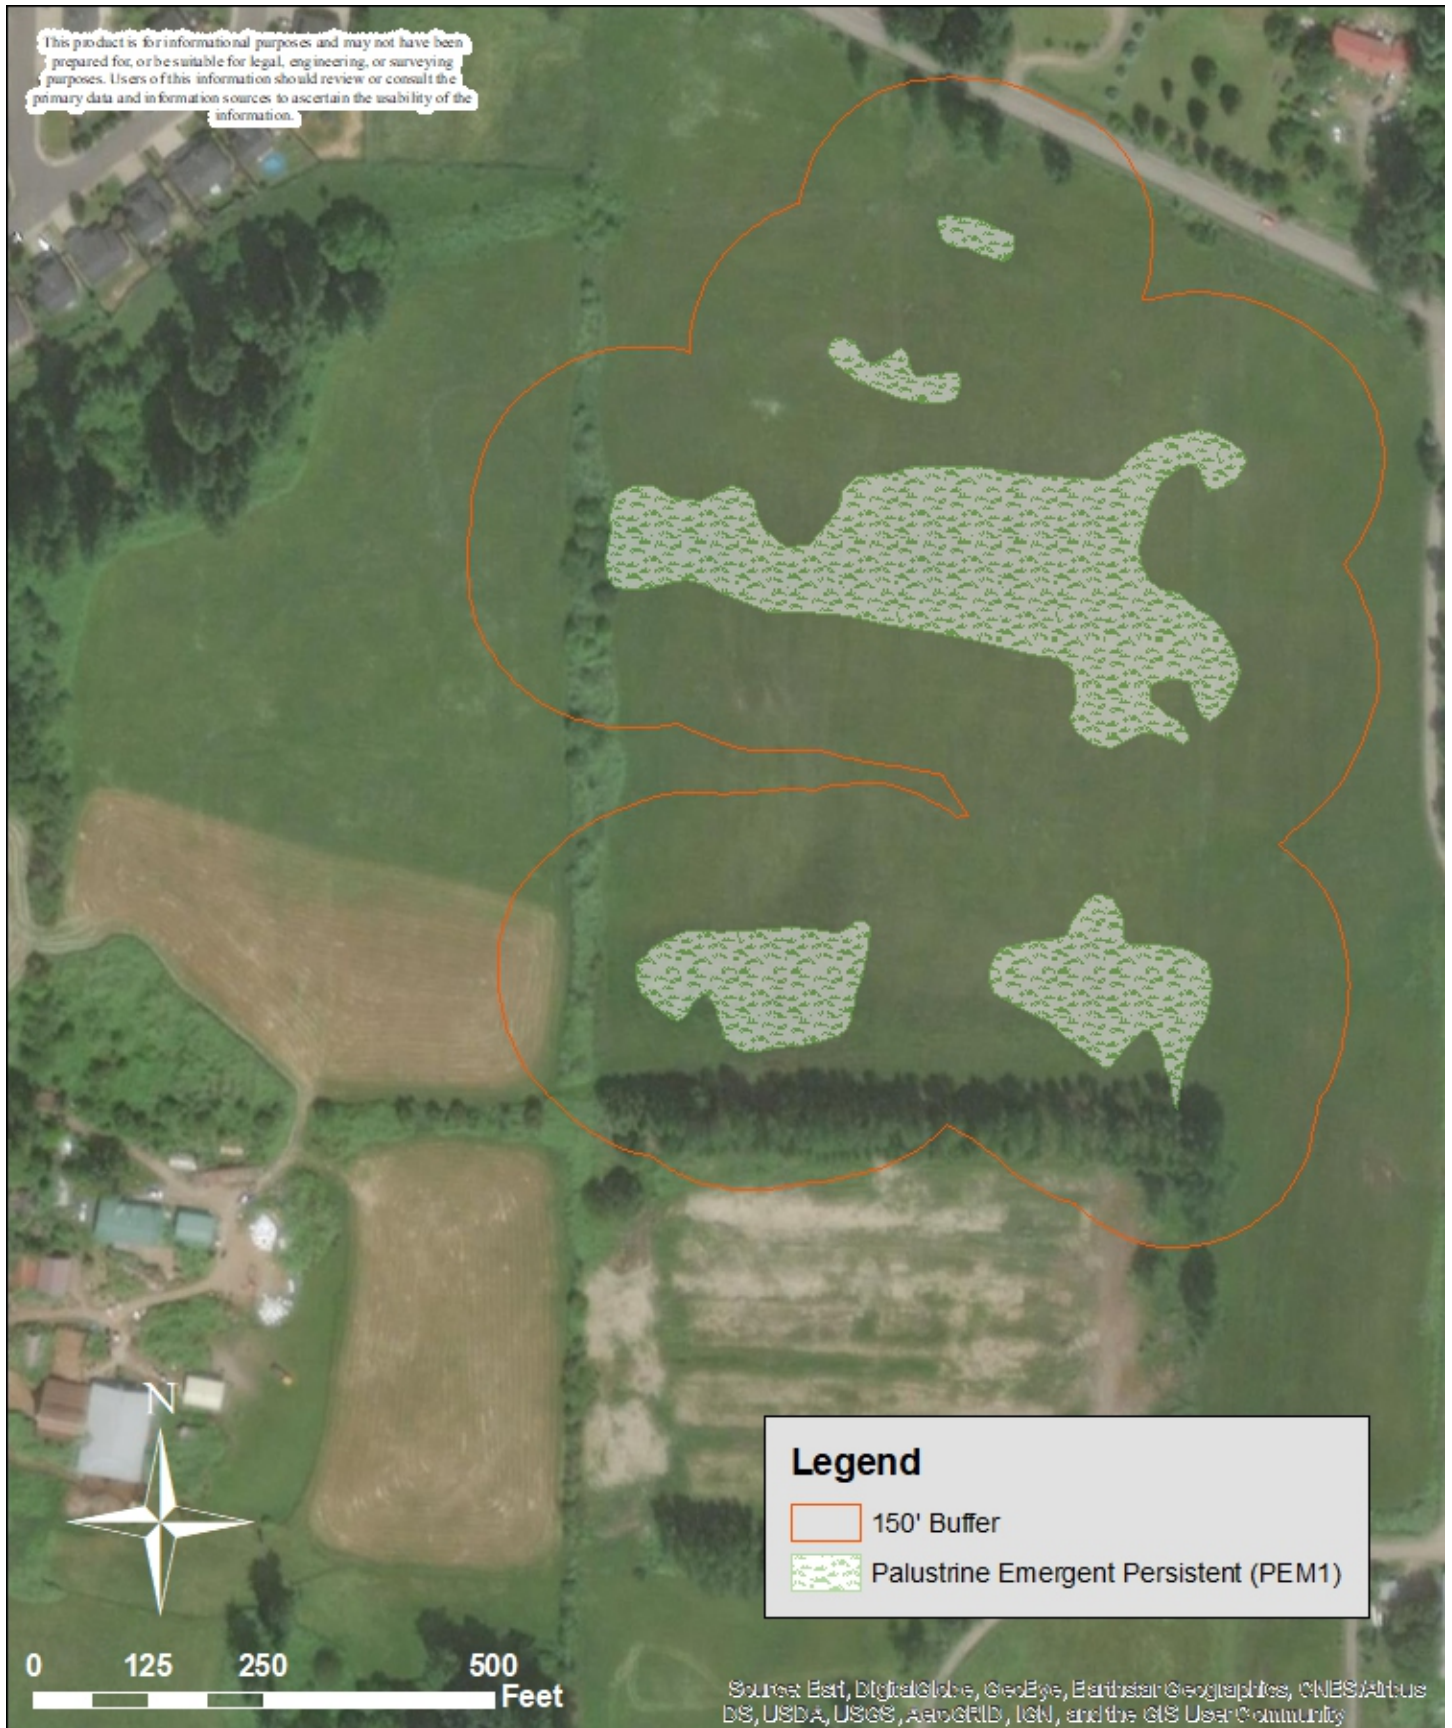 This product is for informational purposes and may not have been
prepared for, or be suitable for legal, engineering, or surveying
purposes. Users of this information should review or consult the
primary data and information sources to ascertain the usability of the
information.
N
Legend
150' Buffer
Palustrine Emergent Persistent (PEM1)
0 125 250 500
Feet
Source: Esri, DigitalGlobe, GeoEye, Earthstar Geographics, CNES/Airbus
DS, USDA, USGS, AeroGRID, IGN, and the GIS User Community